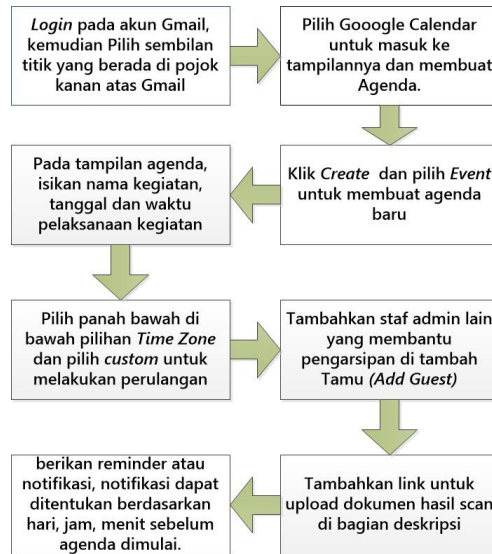 Login pada akun Gmail,
kemudian Pilih sembilan
titik yang berada di pojok
kanan atas Gmail
Pilih Gooogle Calendar
untuk masuk ke
tampilannya dan membuat
Agenda.
Klik Create dan pilih Event
untuk membuat agenda
baru
Pada tampilan agenda,
isikan nama kegiatan,
tanggal dan waktu
pelaksanaan kegiatan
Pilih panah bawah di
bawah pilihan Time Zone
dan pilih custom untuk
melakukan perulangan
Tambahkan staf admin lain
yang membantu
pengarsipan di tambah
Tamu (Add Guest)
Tambahkan link untuk
upload dokumen hasil scan
di bagian deskripsi
berikan reminder atau
notifikasi, notifikasi dapat
ditentukan berdasarkan
hari, jam, menit sebelum
agenda dimulai.